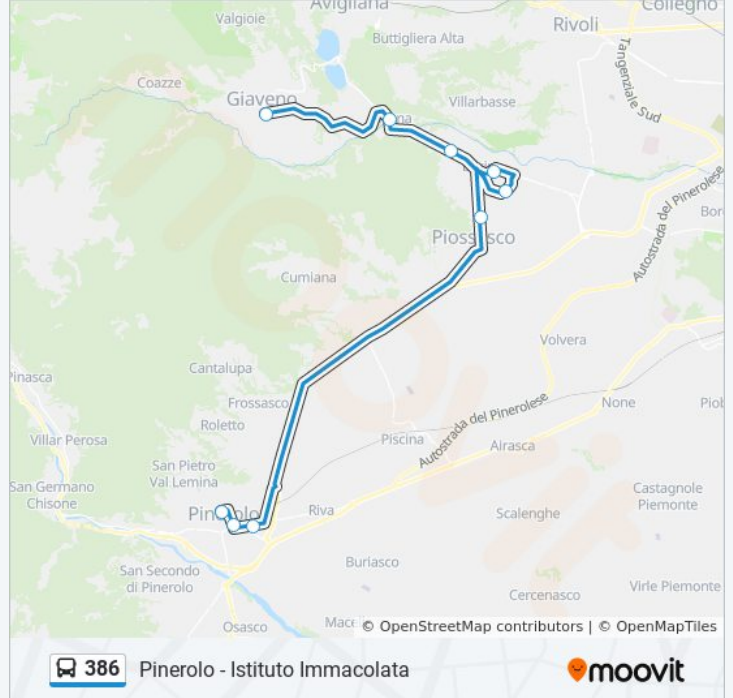 Avigliana
Collegno
Valgioie
Rivoli
Buttigliera Alta
Tangenziale Sud
Coazze
Giaveno
Villarbasse
Autostrada del Pinerolese
Piossasco
Cumiana
Volvera
Cantalupa
Pinasca
Frossasco
None
Autostrada del Pinerolese
Roletto
Villar Perosa
Piscina
Airasca
San Pietro
Val Lemina
San Germano
Chisone
Castagnole
Piemonte
Pinerolo
Riva
Scalenghe
Buriasco
San Secondo
di Pinerolo
Virle Piemonte
Cercenasco
Osasco
© OpenStreetMap contributors | © OpenMapTiles
386 Pinerolo - Istituto Immacolata
moovit